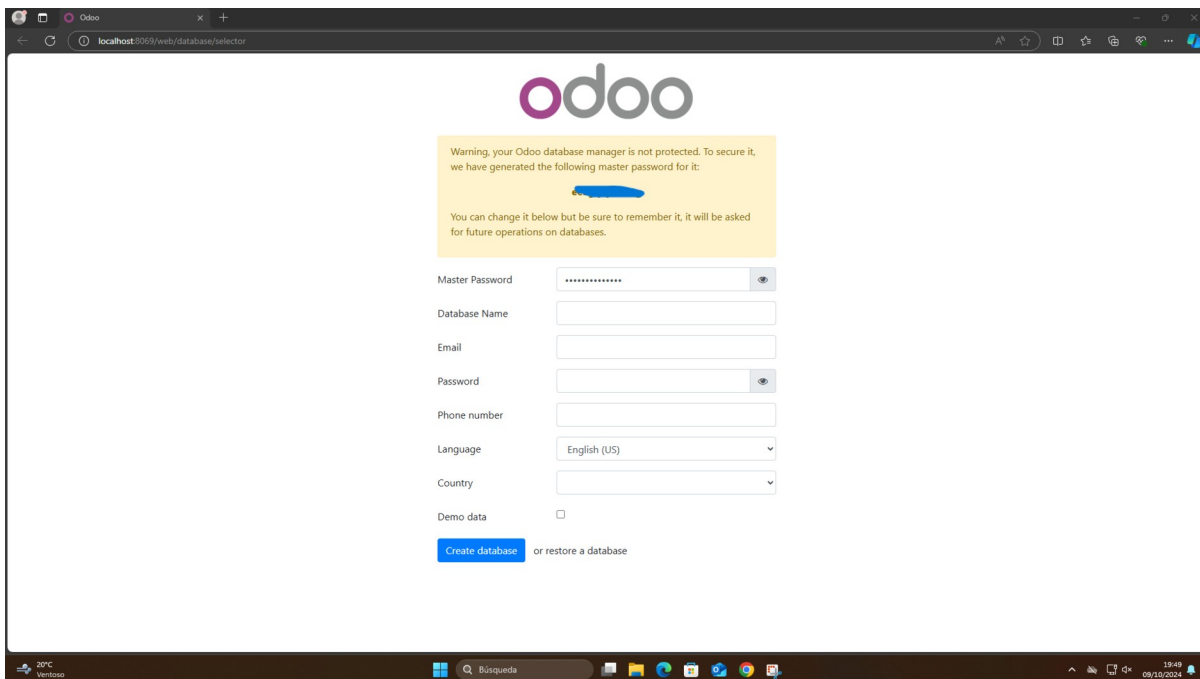 Odoo
localhost:8069/web/database/selector
odoo
Warning, your Odoo database manager is not protected. To secure it,
we have generated the following master password for it:
You can change it below but be sure to remember it, it will be asked
for future operations on databases.
Master Password
Database Name
Email
Password
Phone number
Language English (US)
Country
Demo data
Create database or restore a database
20°C
Ventoso
Búsqueda
19:49
09/10/2024